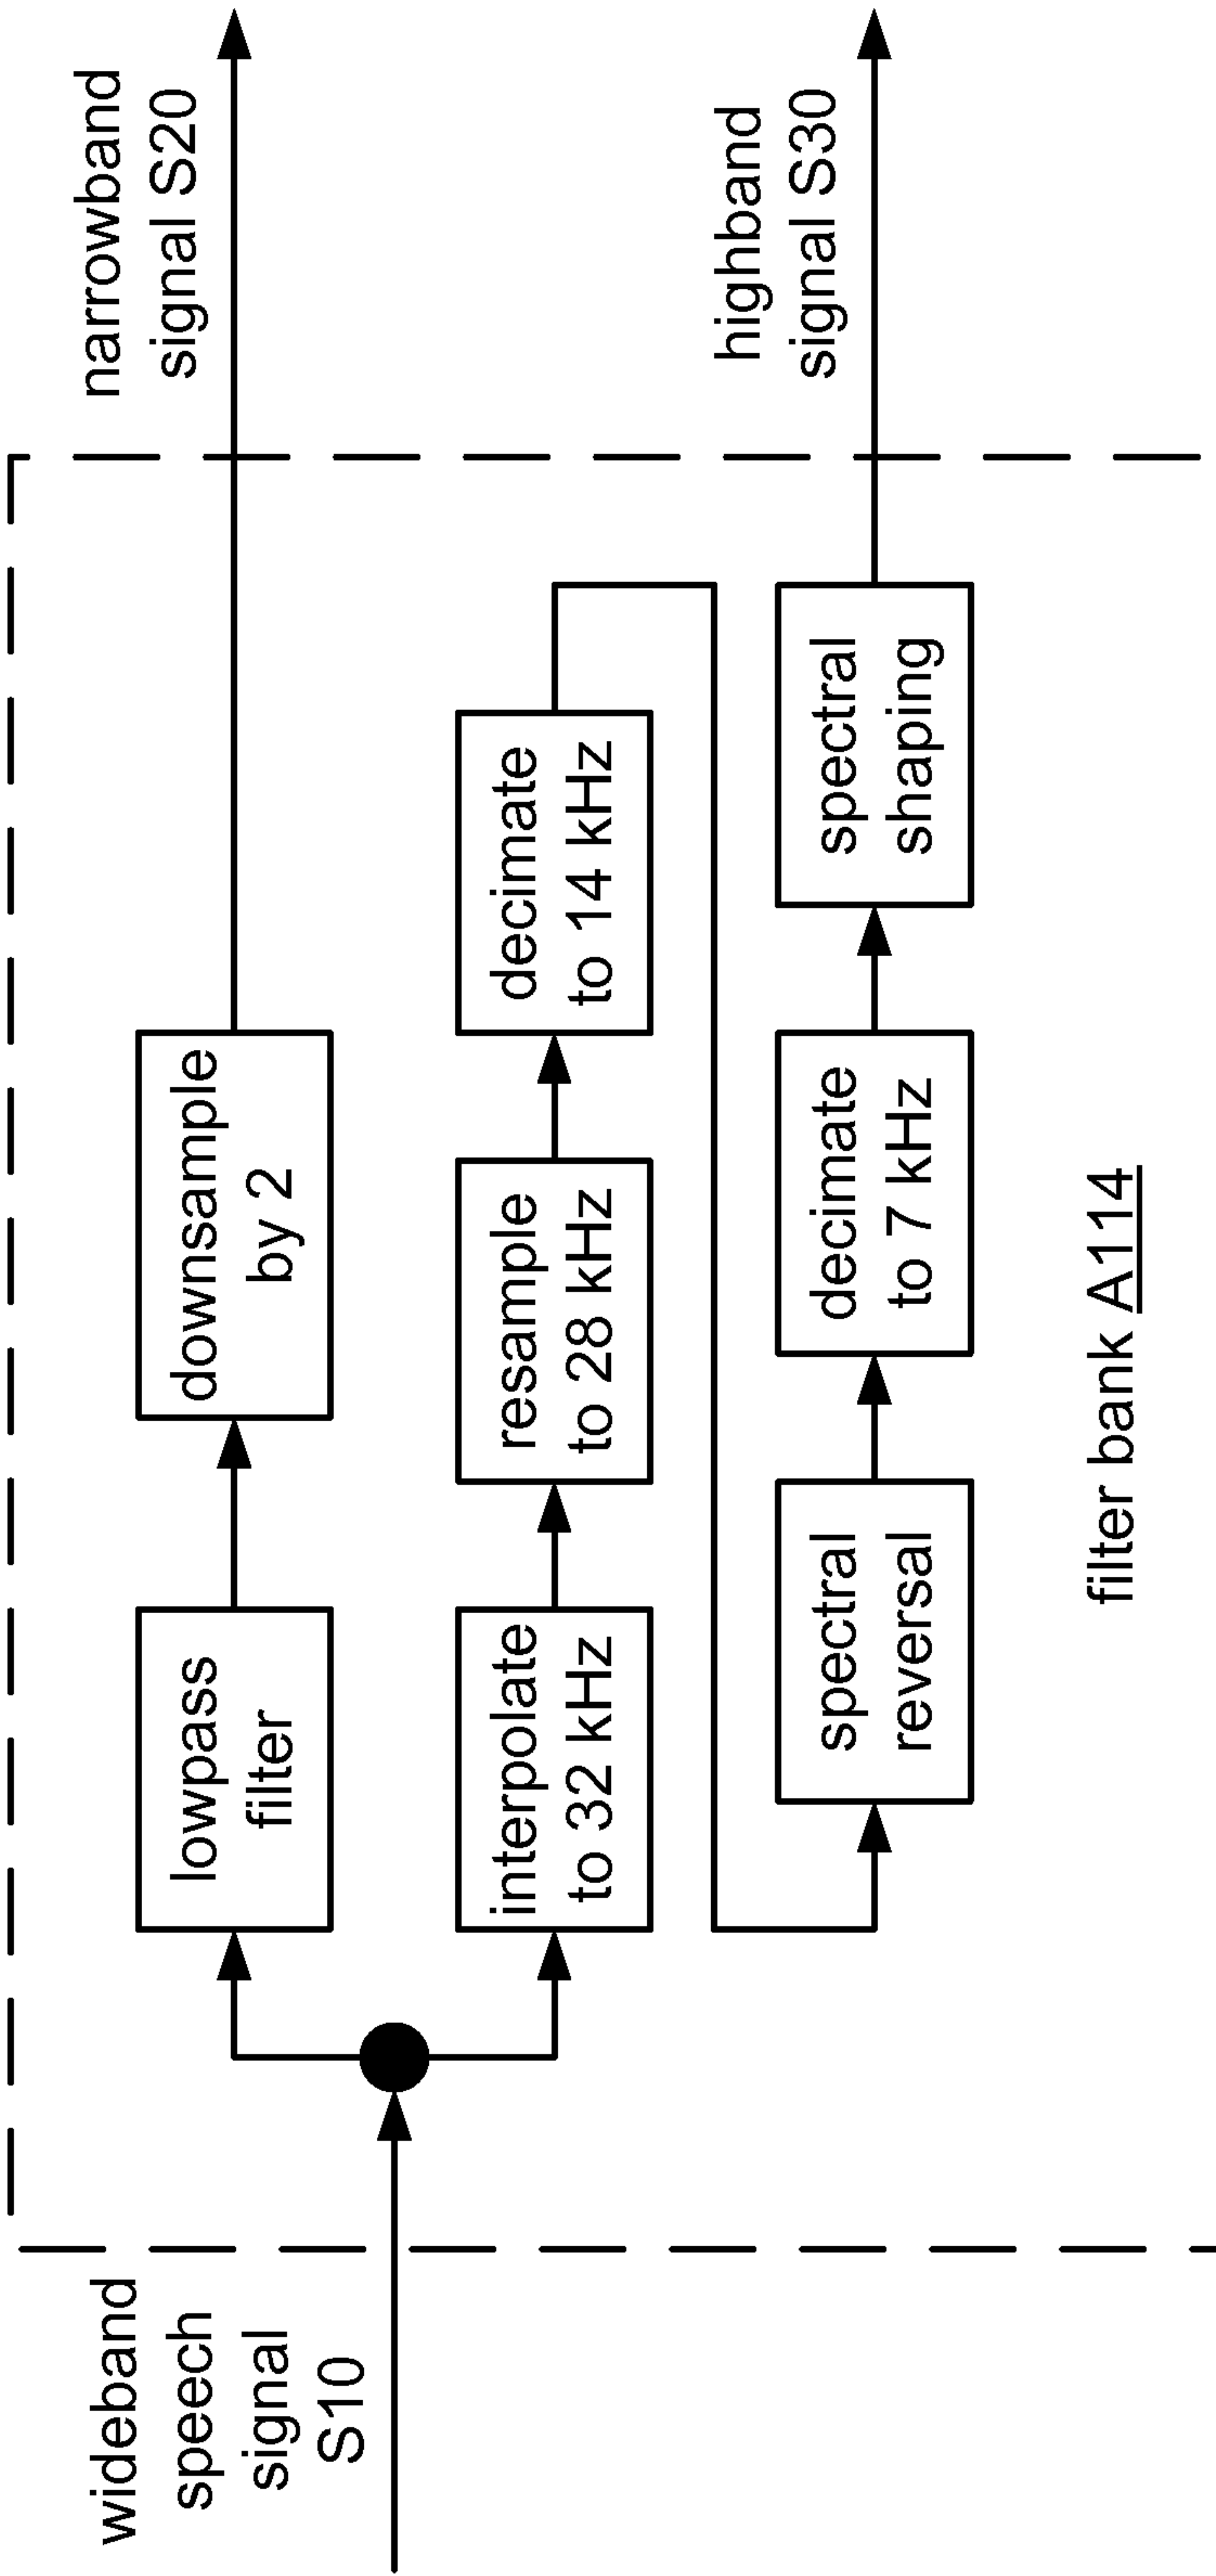 wideband
speech
signal
S10
lowpass
filter
downsample
by 2
narrowband
signal S20
interpolate
to 32 kHz
resample
to 28 kHz
decimate
to 14 kHz
spectral
reversal
decimate
to 7 kHz
spectral
shaping
highband
signal S30
filter bank A114